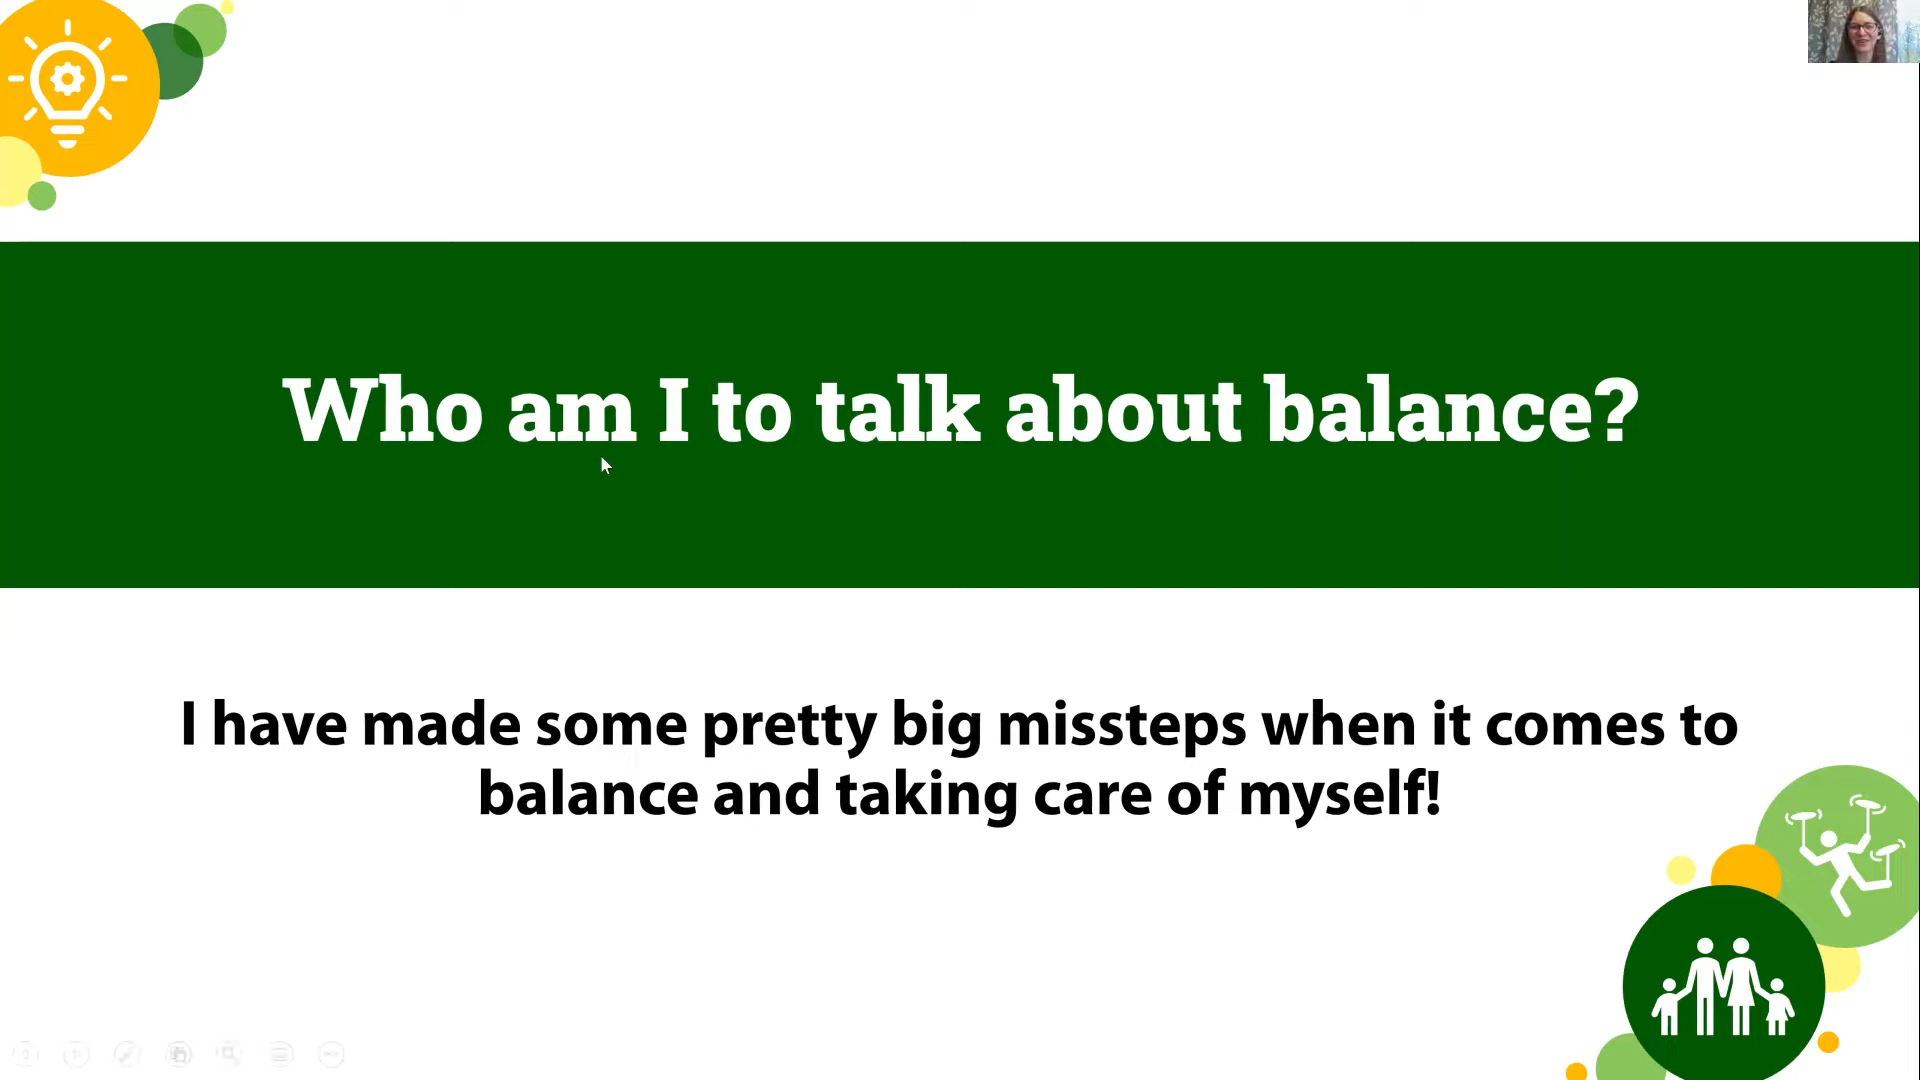 Who am I to talk about balance?
I have made some pretty big missteps when it comes to
balance and taking care of myself!